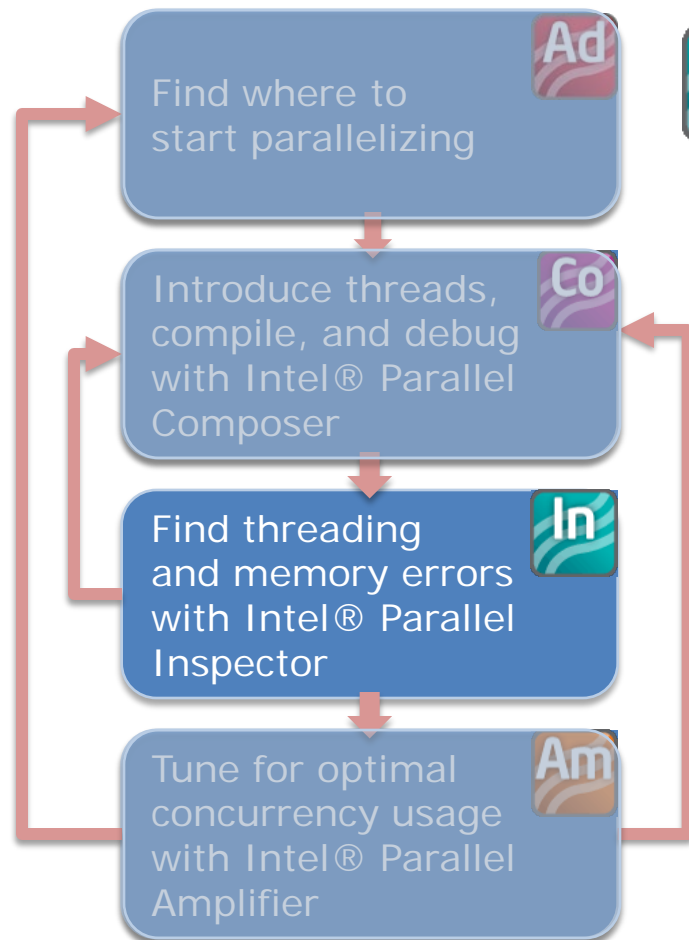 Ad
Find where to
start parallelizing
Co
Introduce threads,
compile, and debug
with Intel® Parallel
Composer
In
Find threading
and memory errors
with Intel® Parallel
Inspector
Am
Tune for optimal
concurrency usage
with Intel® Parallel
Amplifier